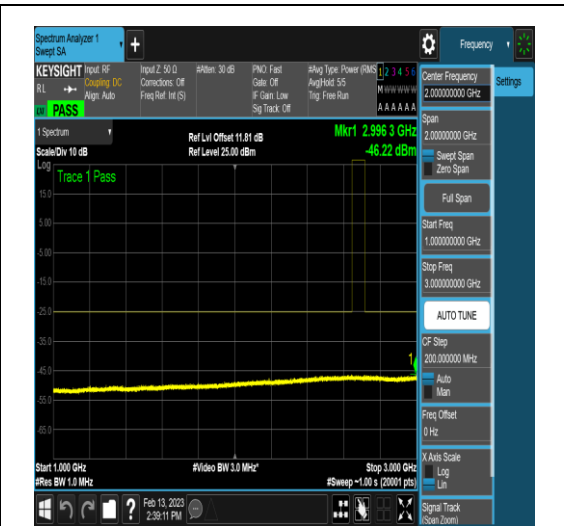 Spectrum Analyzer 1
Swept SA
+
Frequency
KEYSIGHT
RL
PASS
Input: RF
Coupling: DC
Align: Auto
Input Z: 50 Ω
Corrections: Off
Freq Ref: Int (S)
#Atten: 30 dB
PNO: Fast
Gate: Off
IF Gain: Low
Sig Track: Off
#Avg Type: Power (RMS
Avg|Hold: 5/5
Trig: Free Run
1 2 3 4 5 6
M W W W W W
A A A A A A
Center Frequency
2.000000000 GHz
Settings
Span
2.00000000 GHz
Swept Span
Zero Span
Full Span
Start Freq
1.000000000 GHz
Stop Freq
3.000000000 GHz
AUTO TUNE
CF Step
200.000000 MHz
Auto
Man
Freq Offset
0 Hz
X Axis Scale
Log
Lin
Signal Track
(Span Zoom)
1 Spectrum
Scale/Div 10 dB
Ref Lvl Offset 11.81 dB
Ref Level 25.00 dBm
Mkr1 2.996 3 GHz
-46.22 dBm
Log
Trace 1 Pass
15.0
5.00
-5.00
-15.0
-25.0
-35.0
-45.0
-55.0
-65.0
1
Start 1.000 GHz
#Res BW 1.0 MHz
#Video BW 3.0 MHz*
Stop 3.000 GHz
#Sweep ~1.00 s (20001 pts)
?
Feb 13, 2023
2:39:11 PM